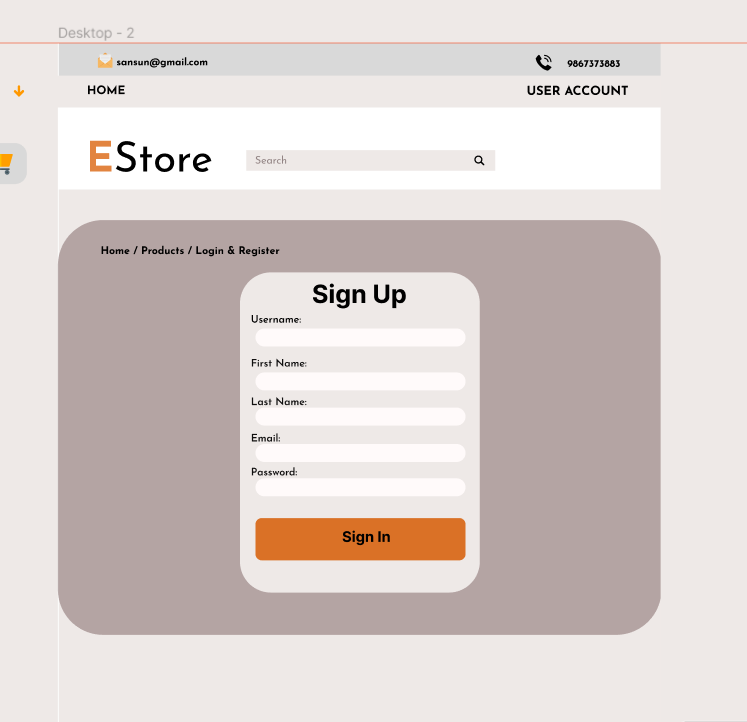 Desktop - 2
sansun@gmail.com 9867373883
HOME USER ACCOUNT
EStore
Search
Home / Products / Login & Register
Sign Up
Username:
First Name:
Last Name:
Email:
Password:
Sign In